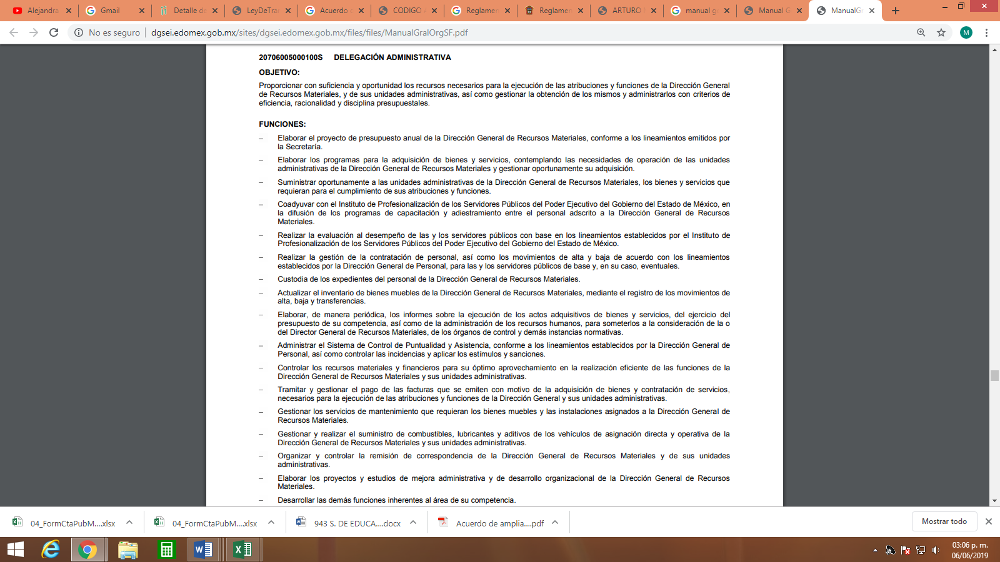 Alejandra
Gmail
Detalle de
LeyDeTra
Acuerdo
CODIGO
Reglamen
Reglamen
ARTURO
manual ge
Manual G
ManualGr
No es seguro
dgsei.edomex.gob.mx/sites/dgsei.edomex.gob.mx/files/files/ManualGralOrgSF.pdf
M
20706005000100S DELEGACIÓN ADMINISTRATIVA
OBJETIVO:
Proporcionar con suficiencia y oportunidad los recursos necesarios para la ejecución de las atribuciones y funciones de la Dirección General
de Recursos Materiales, y de sus unidades administrativas, así como gestionar la obtención de los mismos y administrarlos con criterios de
eficiencia, racionalidad y disciplina presupuestales.
FUNCIONES:
– Elaborar el proyecto de presupuesto anual de la Dirección General de Recursos Materiales, conforme a los lineamientos emitidos por
la Secretaría.
– Elaborar los programas para la adquisición de bienes y servicios, contemplando las necesidades de operación de las unidades
administrativas de la Dirección General de Recursos Materiales y gestionar oportunamente su adquisición.
– Suministrar oportunamente a las unidades administrativas de la Dirección General de Recursos Materiales, los bienes y servicios que
requieran para el cumplimiento de sus atribuciones y funciones.
– Coadyuvar con el Instituto de Profesionalización de los Servidores Públicos del Poder Ejecutivo del Gobierno del Estado de México, en
la difusión de los programas de capacitación y adiestramiento entre el personal adscrito a la Dirección General de Recursos
Materiales.
– Realizar la evaluación al desempeño de las y los servidores públicos con base en los lineamientos establecidos por el Instituto de
Profesionalización de los Servidores Públicos del Poder Ejecutivo del Gobierno del Estado de México.
– Realizar la gestión de la contratación de personal, así como los movimientos de alta y baja de acuerdo con los lineamientos
establecidos por la Dirección General de Personal, para las y los servidores públicos de base y, en su caso, eventuales.
– Custodia de los expedientes del personal de la Dirección General de Recursos Materiales.
– Actualizar el inventario de bienes muebles de la Dirección General de Recursos Materiales, mediante el registro de los movimientos de
alta, baja y transferencias.
– Elaborar, de manera periódica, los informes sobre la ejecución de los actos adquisitivos de bienes y servicios, del ejercicio del
presupuesto de su competencia, así como de la administración de los recursos humanos, para someterlos a la consideración de la o
del Director General de Recursos Materiales, de los órganos de control y demás instancias normativas.
– Administrar el Sistema de Control de Puntualidad y Asistencia, conforme a los lineamientos establecidos por la Dirección General de
Personal, así como controlar las incidencias y aplicar los estímulos y sanciones.
– Controlar los recursos materiales y financieros para su óptimo aprovechamiento en la realización eficiente de las funciones de la
Dirección General de Recursos Materiales y sus unidades administrativas.
– Tramitar y gestionar el pago de las facturas que se emiten con motivo de la adquisición de bienes y contratación de servicios,
necesarios para la ejecución de las atribuciones y funciones de la Dirección General y sus unidades administrativas.
– Gestionar los servicios de mantenimiento que requieran los bienes muebles y las instalaciones asignados a la Dirección General de
Recursos Materiales.
– Gestionar y realizar el suministro de combustibles, lubricantes y aditivos de los vehículos de asignación directa y operativa de la
Dirección General de Recursos Materiales y sus unidades administrativas.
– Organizar y controlar la remisión de correspondencia de la Dirección General de Recursos Materiales y de sus unidades
administrativas.
– Elaborar los proyectos y estudios de mejora administrativa y de desarrollo organizacional de la Dirección General de Recursos
Materiales.
– Desarrollar las demás funciones inherentes al área de su competencia.
04_FormCtaPubM....xlsx
04_FormCtaPubM....xlsx
943 S. DE EDUCA....docx
Acuerdo de amplia....pdf
Mostrar todo
03:06 p. m.
06/06/2019